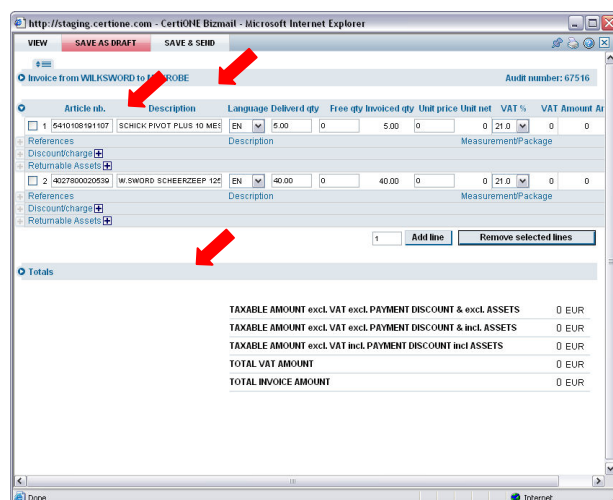 http://staging.certione.com - CertiONE Bizmail - Microsoft Internet Explorer
VIEW SAVE AS DRAFT SAVE & SEND
Invoice from WILKSWORD to MICROBE Audit number: 67516
Article nb. Description Language Deliverd qty Free qty Invoiced qty Unit price Unit net VAT % VAT Amount Ar
1 5410108191107 SCHICK PIVOT PLUS 10 MES EN 5.00 0 5.00 0 0 21.0 0 0
References Description Measurement/Package
Discount/charge
Returnable Assets
2 4027800020539 W.SWORD SCHEERZEEP 125 EN 40.00 0 40.00 0 0 21.0 0 0
References Description Measurement/Package
Discount/charge
Returnable Assets
1 Add line Remove selected lines
Totals
TAXABLE AMOUNT excl. VAT excl. PAYMENT DISCOUNT & excl. ASSETS 0 EUR
TAXABLE AMOUNT excl. VAT excl. PAYMENT DISCOUNT & incl. ASSETS 0 EUR
TAXABLE AMOUNT excl. VAT incl. PAYMENT DISCOUNT incl ASSETS 0 EUR
TOTAL VAT AMOUNT 0 EUR
TOTAL INVOICE AMOUNT 0 EUR
Done Internet